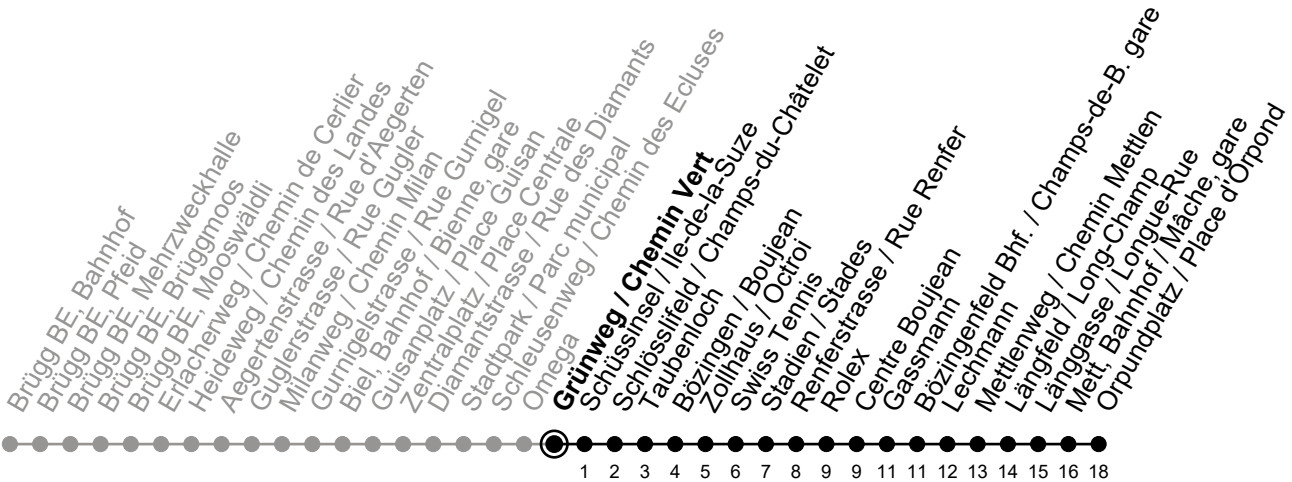 Brügg BE, Bahnhof
Brügg BE, Pfeid
Brügg BE, Mehrzweckhalle
Brügg BE, Brüggmoos
Brügg BE, Mooswäldli
Erlacherweg / Chemin de Cerlier
Heideweg / Chemin des Landes
Aegertenstrasse / Rue d'Aegerten
Guglerstrasse / Rue Gugler
Milanweg / Chemin Milan
Gurnigelstrasse / Rue Gurnigel
Biel, Bahnhof / Bienne, gare
Guisanplatz / Place Guisan
Zentralplatz / Place Centrale
Diamantstrasse / Rue des Diamants
Stadtpark / Parc municipal
Schleusenweg / Chemin des Ecluses
Omega
Grünweg / Chemin Vert
Schüssinsel / Ile-de-la-Suze
Schlösslifeld / Champs-du-Châtelet
Taubenloch
Bözingen / Boujean
Zollhaus / Octroi
Swiss Tennis
Stadien / Stades
Renferstrasse / Rue Renfer
Rolex
Centre Boujean
Gassmann
Bözingenfeld Bhf. / Champs-de-B. gare
Lechmann
Mettlenweg / Chemin Mettlen
Längfeld / Long-Champ
Länggasse / Longue-Rue
Mett, Bahnhof / Mâche, gare
Orpundplatz / Place d'Orpond
1 2 3 4 5 6 7 8 9 9 11 11 12 13 14 15 16 18